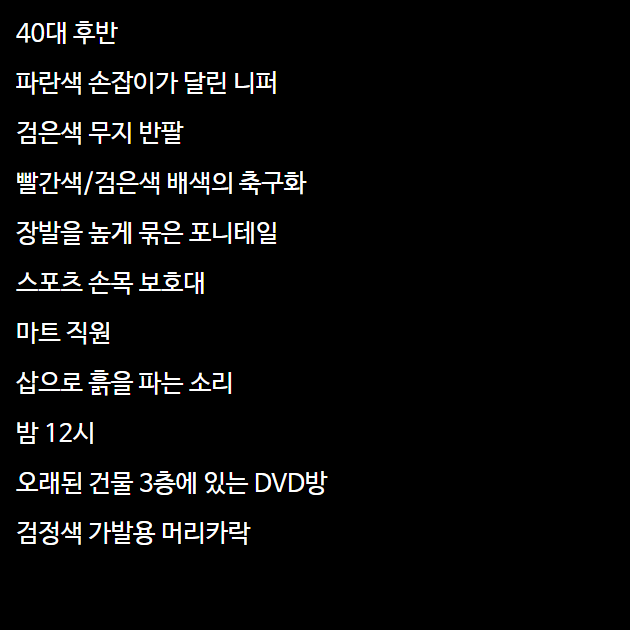 40대 후반
파란색 손잡이가 달린 니퍼
검은색 무지 반팔
빨간색/검은색 배색의 축구화
장발을 높게 묶은 포니테일
스포츠 손목 보호대
마트 직원
삽으로 흙을 파는 소리
밤 12시
오래된 건물 3층에 있는 DVD방
검정색 가발용 머리카락